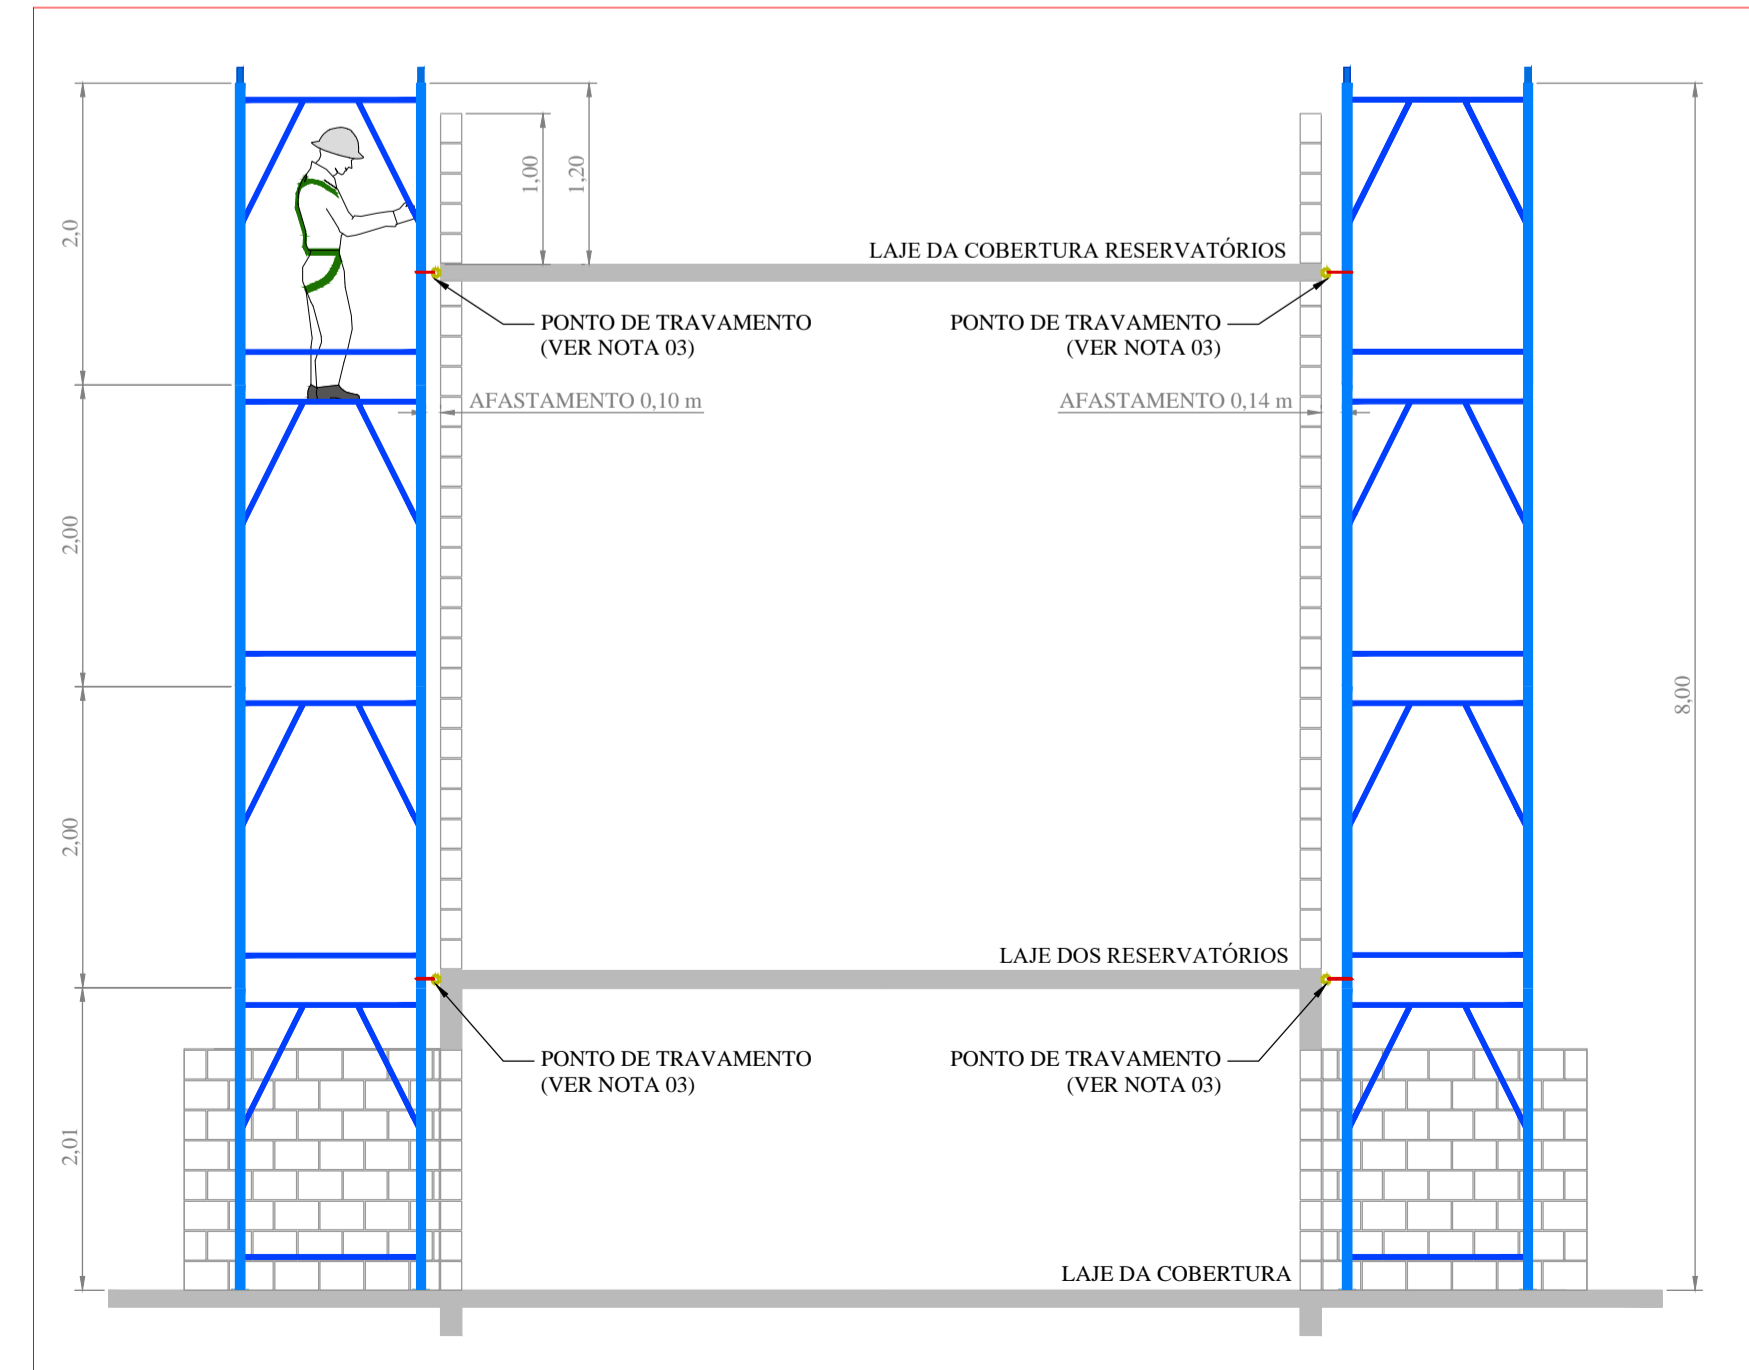 2,0
1,00
1,20
LAJE DA COBERTURA RESERVATÓRIOS
PONTO DE TRAVAMENTO
(VER NOTA 03)
PONTO DE TRAVAMENTO
(VER NOTA 03)
AFASTAMENTO 0,10 m
AFASTAMENTO 0,14 m
2,00
8,00
2,00
LAJE DOS RESERVATÓRIOS
PONTO DE TRAVAMENTO
(VER NOTA 03)
PONTO DE TRAVAMENTO
(VER NOTA 03)
2,01
LAJE DA COBERTURA